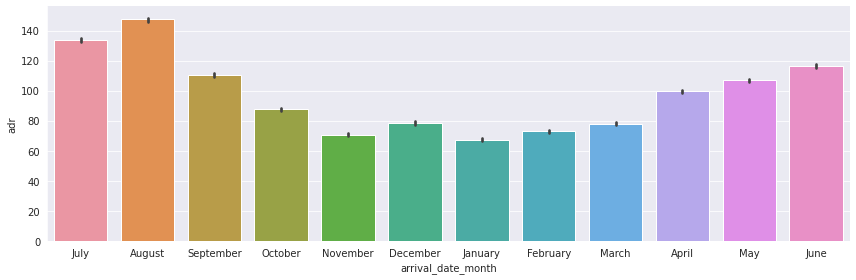 140
120
100
80
60
40
20
0
adr
July August September October November December January February March April May June
arrival_date_month